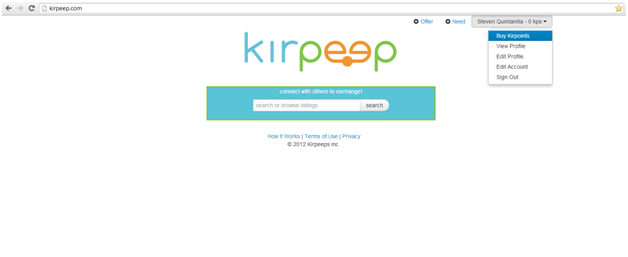 kirpeep.com
Offer Need Steven Quintanilla - 0 kps
Buy Kirpoints
View Profile
Edit Profile
Edit Account
Sign Out
kirpeep
connect with others to exchange!
search or browse listings search
How It Works | Terms of Use | Privacy
© 2012 Kirpeeps Inc.